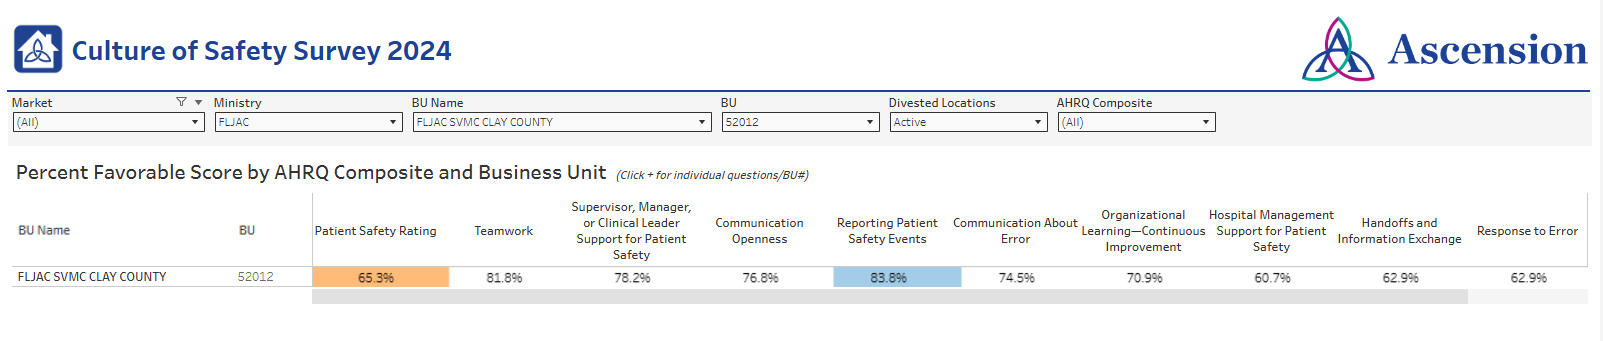 Culture of Safety Survey 2024
Ascension
Market Ministry BU Name BU Divested Locations AHRQ Composite
(All) FLJAC FLJAC SVMC CLAY COUNTY 52012 Active (All)
Percent Favorable Score by AHRQ Composite and Business Unit (Click + for individual questions/BU#)
BU Name
BU
Patient Safety Rating
Teamwork
Supervisor, Manager,
or Clinical Leader
Support for Patient
Safety
Communication
Openness
Reporting Patient
Safety Events
Communication About
Error
Organizational
Learning—Continuous
Improvement
Hospital Management
Support for Patient
Safety
Handoffs and
Information Exchange
Response to Error
FLJAC SVMC CLAY COUNTY 52012 65.3% 81.8% 78.2% 76.8% 83.8% 74.5% 70.9% 60.7% 62.9% 62.9%